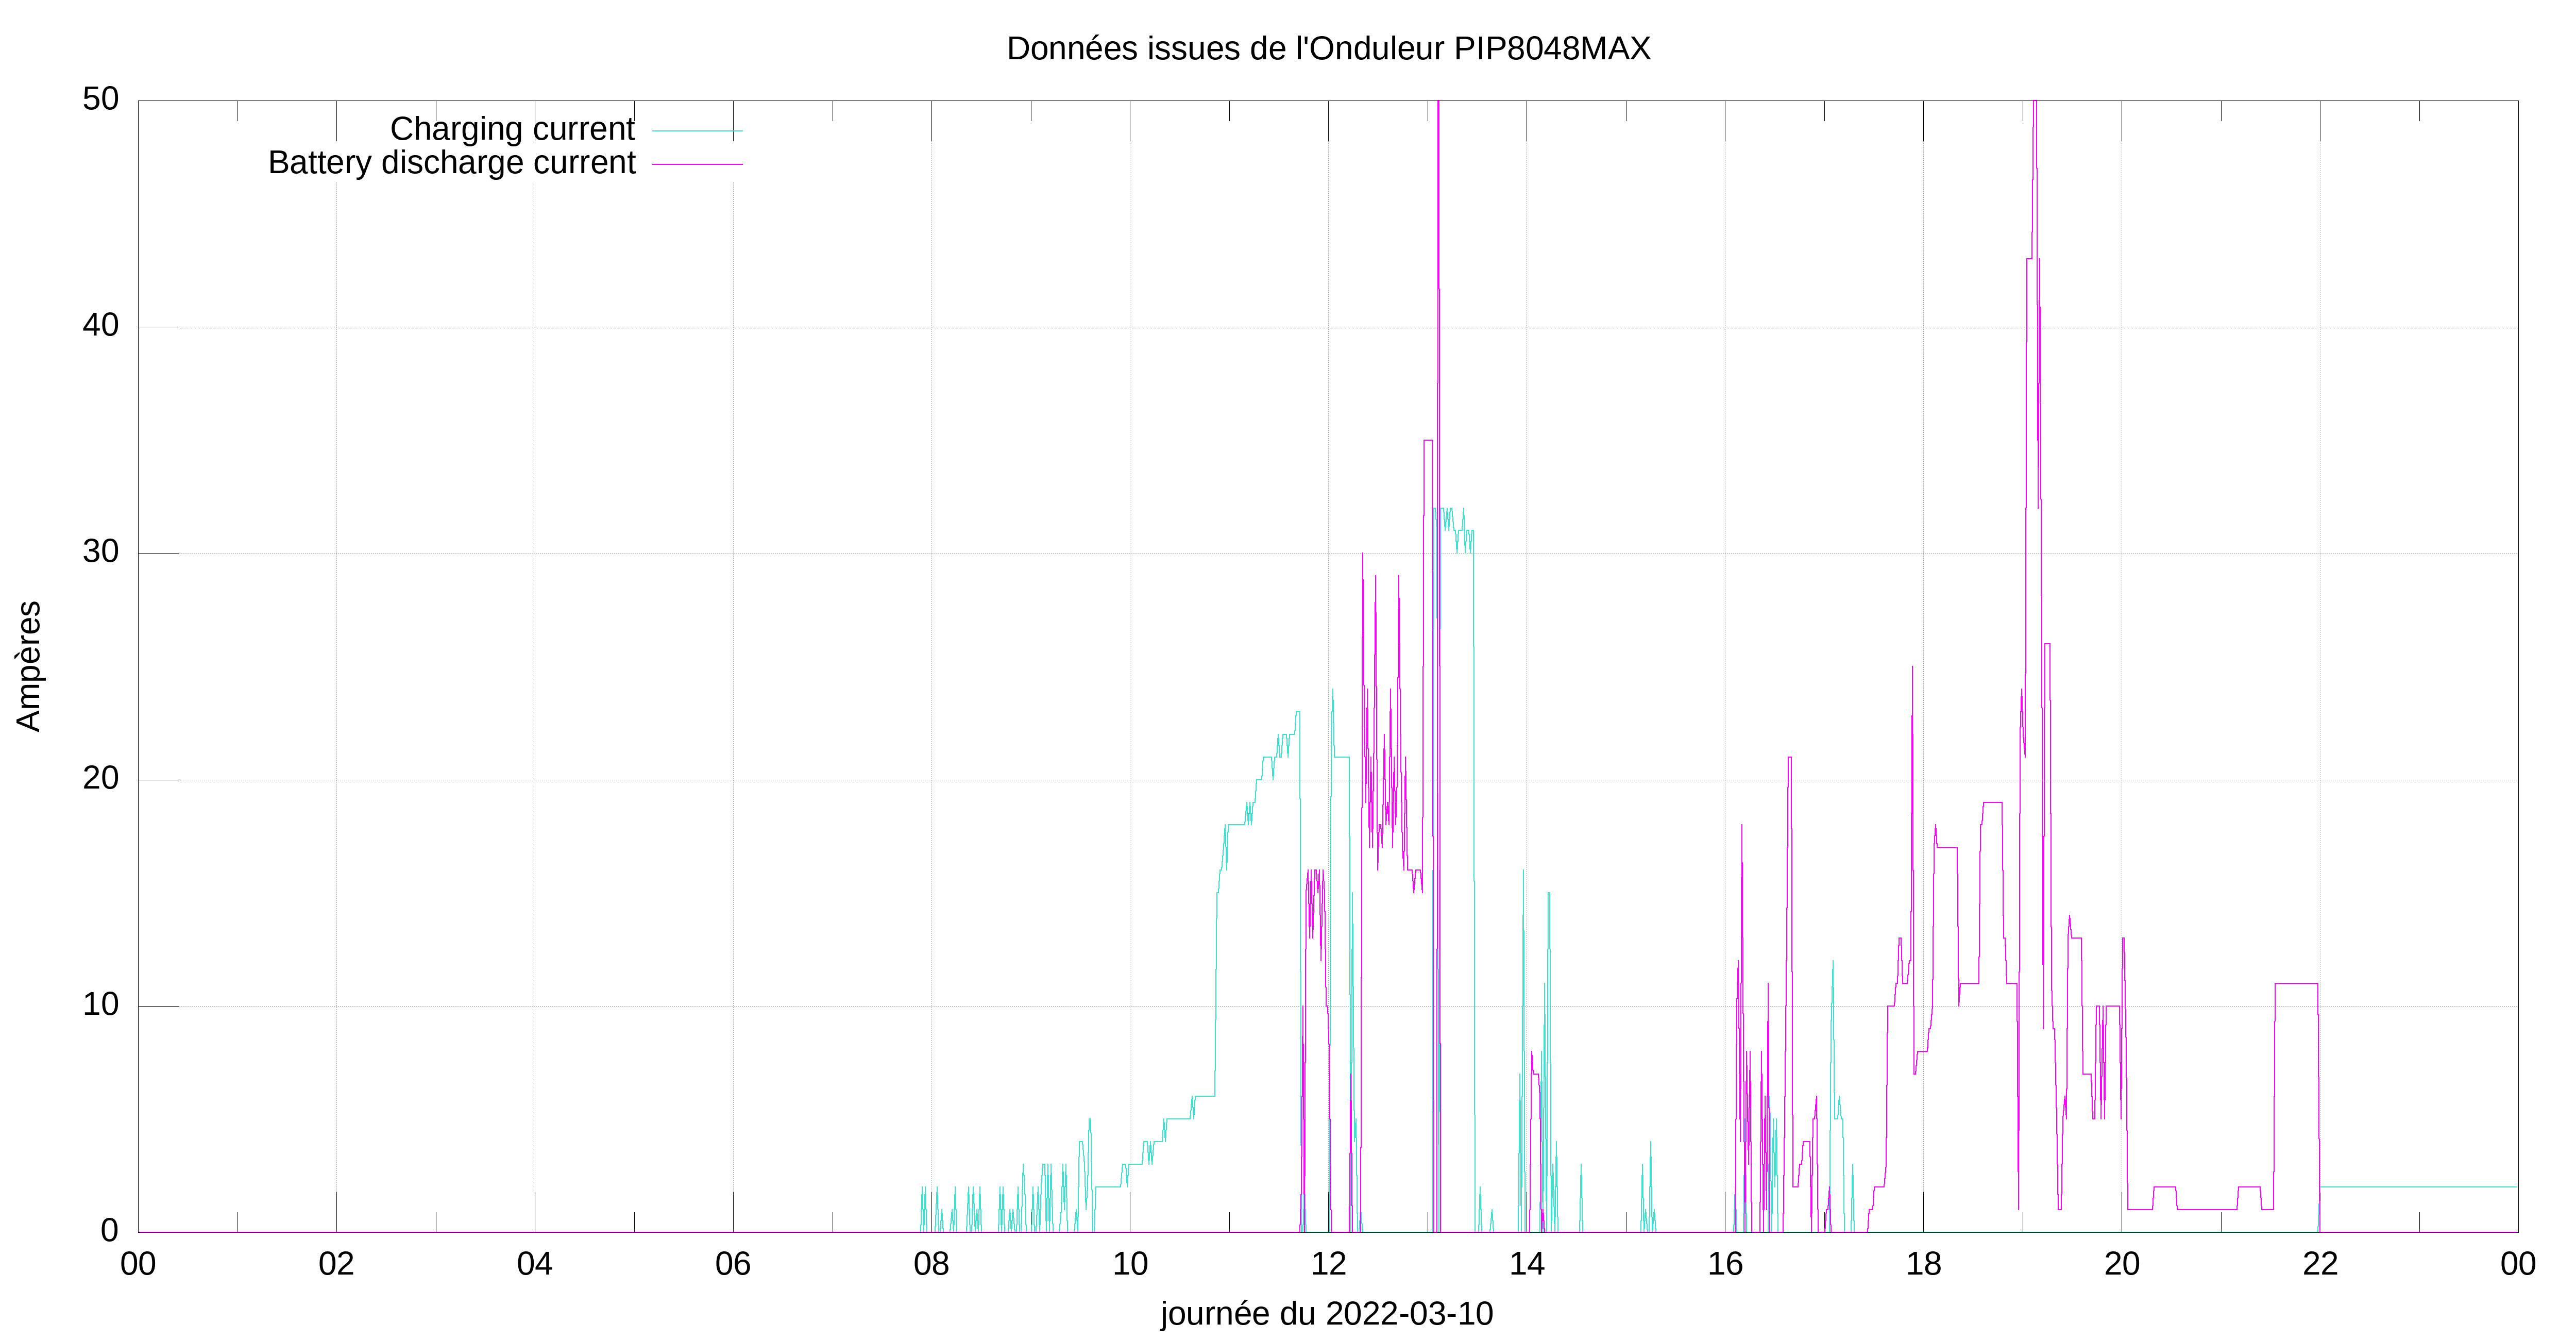 Données issues de l'Onduleur PIP8048MAX
50
Charging current
Battery discharge current
40
30
Ampères
20
10
0
00 02 04 06 08 10 12 14 16 18 20 22 00
journée du 2022-03-10